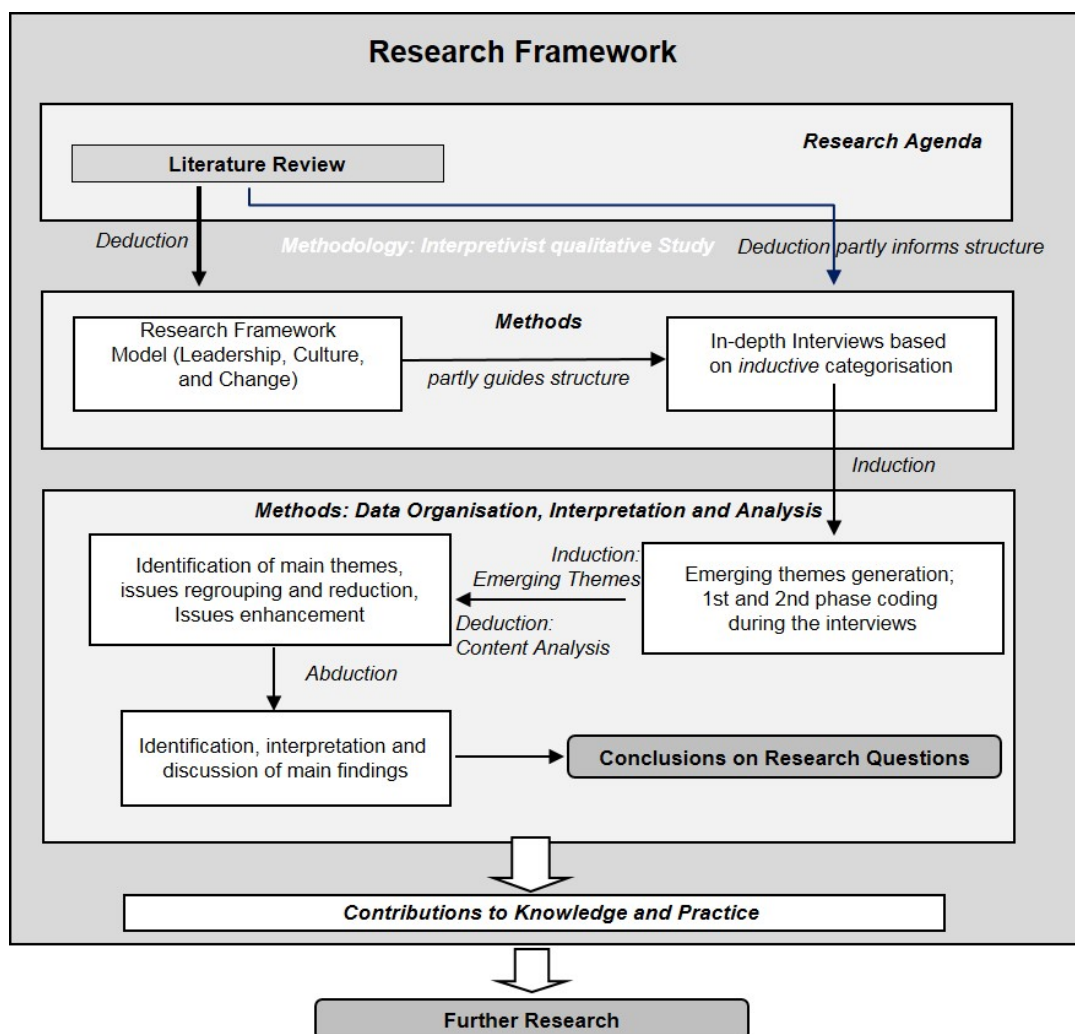 Research Framework
Research Agenda
Literature Review
Deduction
Methodology: Interpretivist qualitative Study
Deduction partly informs structure
Methods
Research Framework
Model (Leadership, Culture,
and Change)
partly guides structure
In-depth Interviews based
on inductive categorisation
Induction
Methods: Data Organisation, Interpretation and Analysis
Identification of main themes,
issues regrouping and reduction,
Issues enhancement
Induction:
Emerging Themes
Deduction:
Content Analysis
Emerging themes generation;
1st and 2nd phase coding
during the interviews
Abduction
Identification, interpretation and
discussion of main findings
Conclusions on Research Questions
Contributions to Knowledge and Practice
Further Research